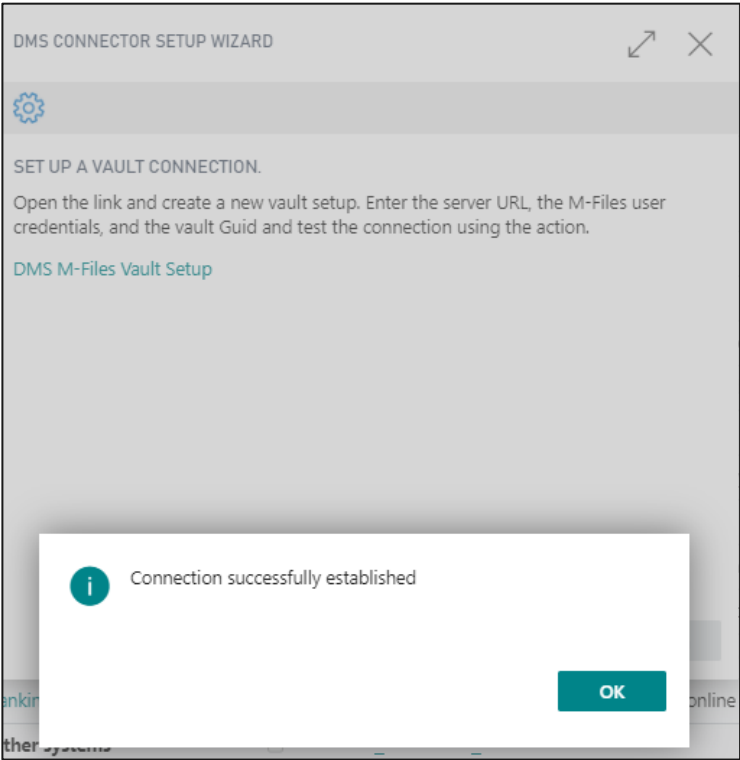 DMS CONNECTOR SETUP WIZARD
SET UP A VAULT CONNECTION.
Open the link and create a new vault setup. Enter the server URL, the M-Files user
credentials, and the vault Guid and test the connection using the action.
DMS M-Files Vault Setup
i
Connection successfully established
OK
online